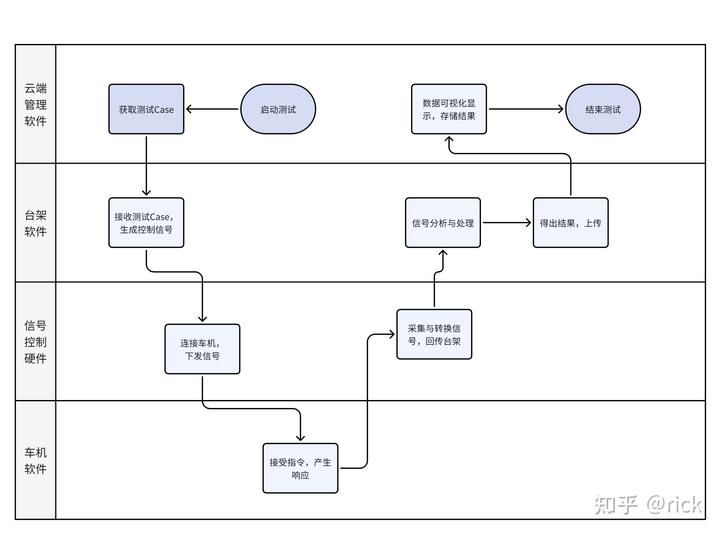 云端
管理
软件
获取测试Case
启动测试
数据可视化显
示，存储结果
结束测试
台架
软件
接收测试Case，
生成控制信号
信号分析与处理
得出结果，上传
信号
控制
硬件
连接车机，
下发信号
采集与转换信
号，回传台架
车机
软件
接受指令，产生
响应
知乎 @rick